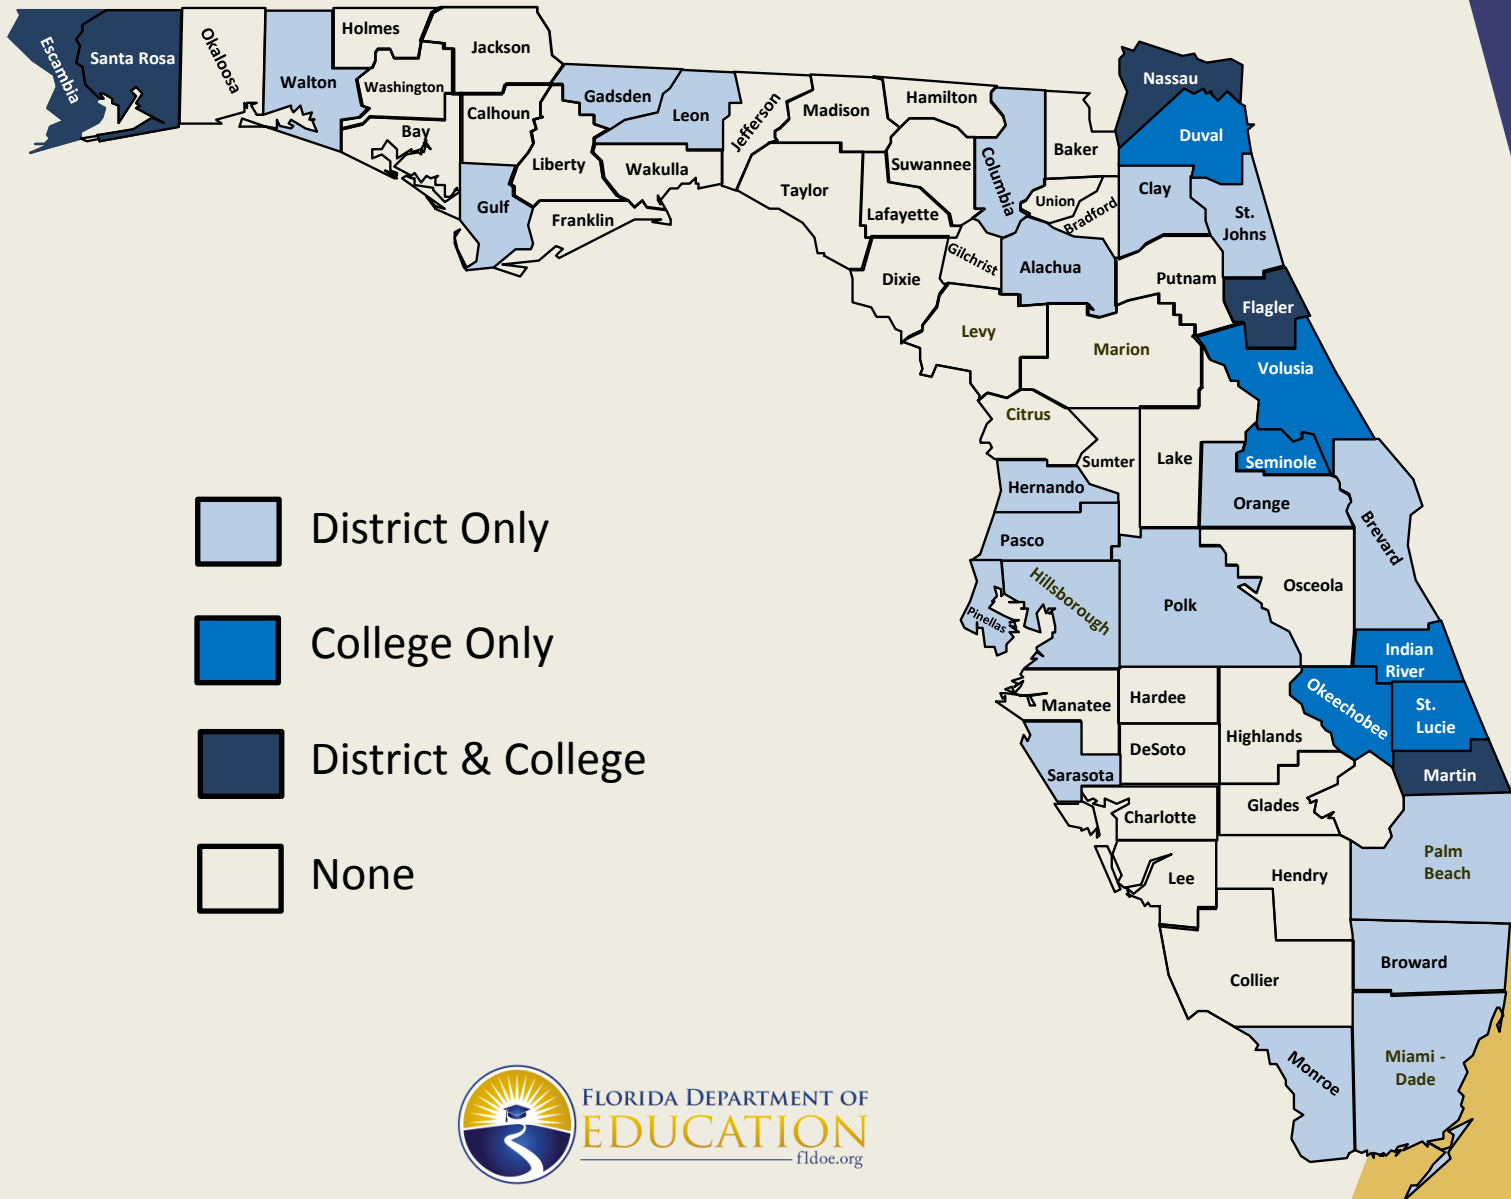 Escambia
Santa Rosa
Okaloosa
Walton
Holmes
Washington
Bay
Jackson
Calhoun
Gulf
Liberty
Gadsden
Leon
Wakulla
Franklin
Jefferson
Madison
Taylor
Hamilton
Suwannee
Lafayette
Dixie
Columbia
Gilchrist
Baker
Union
Bradford
Alachua
Levy
Nassau
Duval
Clay
St.
Johns
Putnam
Flagler
Marion
Volusia
Citrus
Sumter
Lake
Seminole
Orange
Hernando
Pasco
Pinellas
Hillsborough
Polk
Osceola
Brevard
Indian
River
Okeechobee
St.
Lucie
Manatee
Hardee
Highlands
DeSoto
Sarasota
Martin
Charlotte
Glades
Lee
Hendry
Palm
Beach
Broward
Collier
Monroe
Miami -
Dade
District Only
College Only
District & College
None
FLORIDA DEPARTMENT OF
EDUCATION
fldoe.org